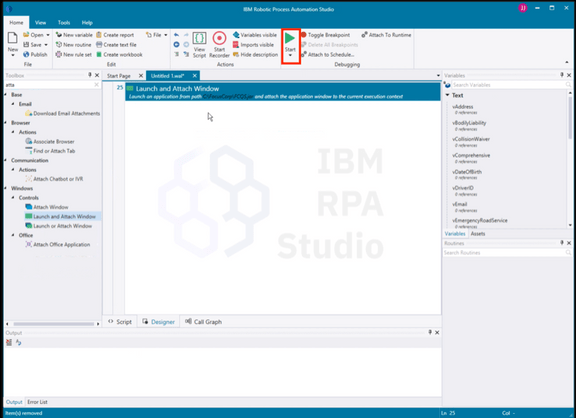 IBM Robotic Process Automation Studio
JJ
Home View Tools Help
New
Open
Save
Publish
File
New variable
New routine
New rule set
Create report
Create text file
Create workbook
File
Edit
View Script
Start Recorder
Variables visible
Imports visible
Hide description
Actions
Start
Toggle Breakpoint
Delete All Breakpoints
Attach to Schedule...
Attach To Runtime
Debugging
Toolbox
atta
Base
Email
Download Email Attachments
Browser
Actions
Associate Browser
Find or Attach Tab
Communication
Actions
Attach Chatbot or IVR
Windows
Controls
Attach Window
Launch and Attach Window
Launch or Attach Window
Office
Attach Office Application
Start Page Untitled 1.wal*
25 Launch and Attach Window
Launch an application from path and attach the application window to the current execution context
IBM
RPA
Studio
Script Designer Call Graph
Variables
Search Variables
Text
vAddress
0 references
vBodilyLiability
0 references
vCollisionWaiver
0 references
vComprehensive
0 references
vDateOfBirth
0 references
vDriverID
0 references
vEmail
0 references
vEmergencyRoadService
0 references
Variables Assets
Routines
Search Routines
Output
Output Error List
Item(s) removed
Ln 25
Col -